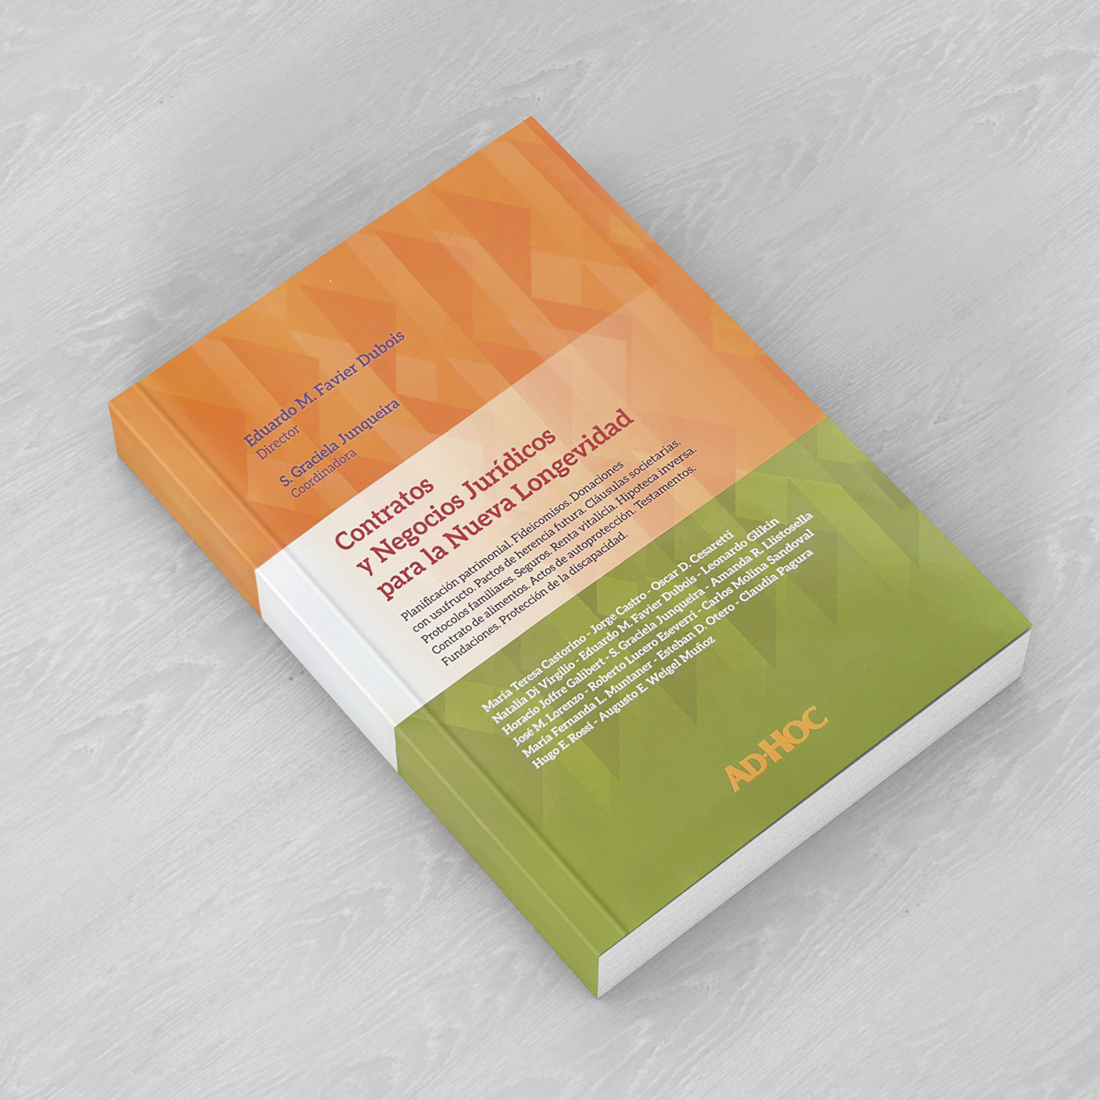 Eduardo M. Favier Dubois
Director
S. Graciela Junqueira
Coordinadora
Contratos
y Negocios Jurídicos
para la Nueva Longevidad
Planificación patrimonial. Fideicomisos. Donaciones
con usufructo. Pactos de herencia futura. Cláusulas societarias.
Protocolos familiares. Seguros. Renta vitalicia. Hipoteca inversa.
Contrato de alimentos. Actos de autoprotección. Testamentos.
Fundaciones. Protección de la discapacidad.
María Teresa Castorino - Jorge Castro - Oscar D. Cesaretti
Natalia Di Virgilio - Eduardo M. Favier Dubois - Leonardo Glikin
Horacio Joffre Galibert - S. Graciela Junqueira - Amanda R. Llistosella
José M. Lorenzo - Roberto Lucero Eseverri - Carlos Molina Sandoval
María Fernanda L. Muntaner - Esteban D. Otero - Claudia Pagura
Hugo E. Rossi - Augusto E. Weigel Muñoz
AD·HOC